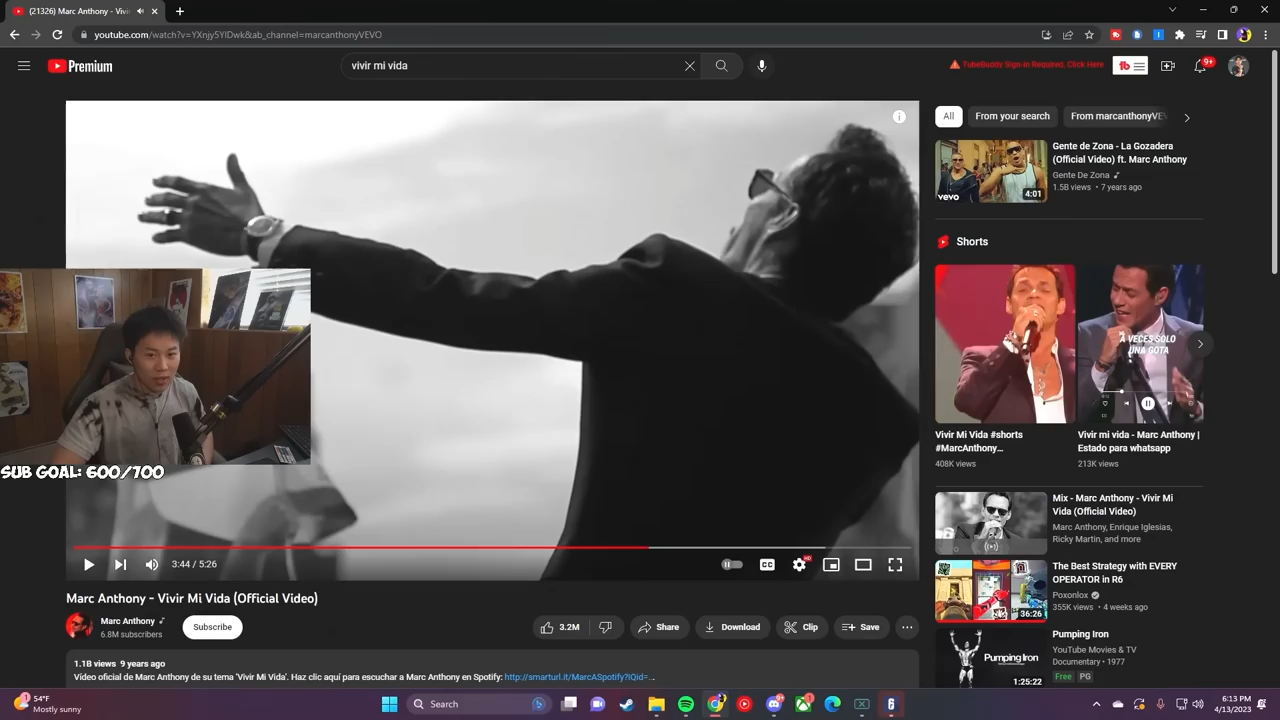 (21326) Marc Anthony - Vivir
youtube.com/watch?v=YXnjy5YlDwk&ab_channel=marcanthonyVEVO
Premium
vivir mi vida
TubeBuddy Sign-in Required, Click Here
tb
9+
All
From your search
From marcanthonyVEV
vevo
4:01
Gente de Zona - La Gozadera
(Official Video) ft. Marc Anthony
Gente De Zona
1.5B views • 7 years ago
Shorts
A VECES SOLO
UNA GOTA
Vivir Mi Vida #shorts
#MarcAnthony…
408K views
Vivir mi vida - Marc Anthony |
Estado para whatsapp
213K views
SUB GOAL: 600/700
Mix - Marc Anthony - Vivir Mi
Vida (Official Video)
Marc Anthony, Enrique Iglesias,
Ricky Martin, and more
3:44 / 5:26
CC
HD
36:26
The Best Strategy with EVERY
OPERATOR in R6
Poxonlox
355K views • 4 weeks ago
Marc Anthony - Vivir Mi Vida (Official Video)
Marc Anthony
6.8M subscribers
Subscribe
3.2M
Share
Download
Clip
Save
Pumping Iron
1:25:22
Pumping Iron
YouTube Movies & TV
Documentary • 1977
Free
PG
1.1B views 9 years ago
Vídeo oficial de Marc Anthony de su tema 'Vivir Mi Vida'. Haz clic aquí para escuchar a Marc Anthony en Spotify: http://smarturl.it/MarcASpotify?IQid=...
54°F
Mostly sunny
Search
6:13 PM
4/13/2023